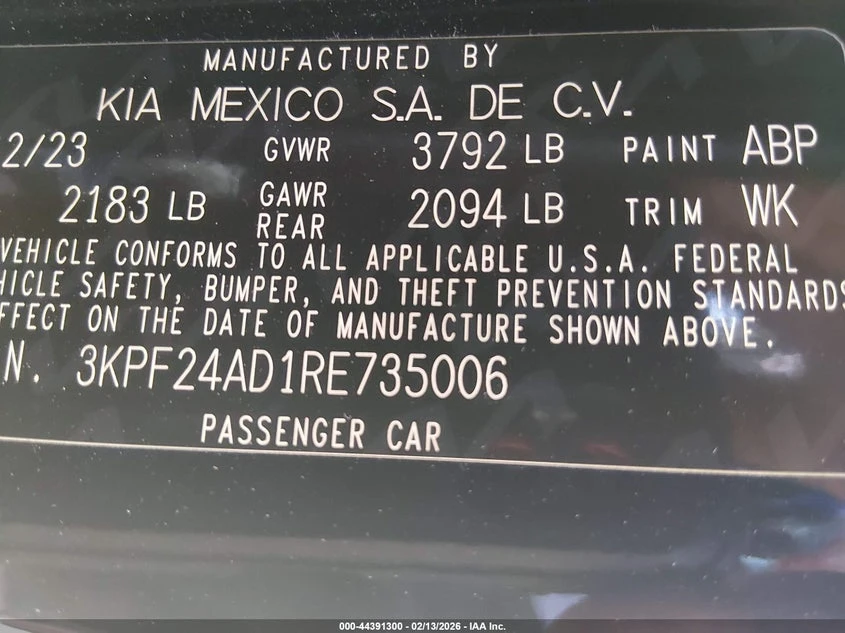 MANUFACTURED BY
KIA MEXICO S.A. DE C.V.
2/23 GVWR 3792 LB PAINT ABP
2183 LB GAWR REAR 2094 LB TRIM WK
VEHICLE CONFORMS TO ALL APPLICABLE U.S.A. FEDERAL
HICLE SAFETY, BUMPER, AND THEFT PREVENTION STANDARDS
FFECT ON THE DATE OF MANUFACTURE SHOWN ABOVE.
N. 3KPF24AD1RE735006
PASSENGER CAR
000-44391300 - 02/13/2026 - IAA Inc.